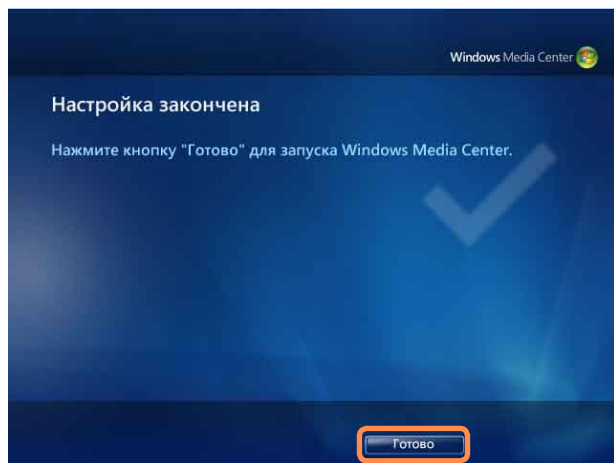 Windows Media Center
Настройка закончена
Нажмите кнопку "Готово" для запуска Windows Media Center.
Готово